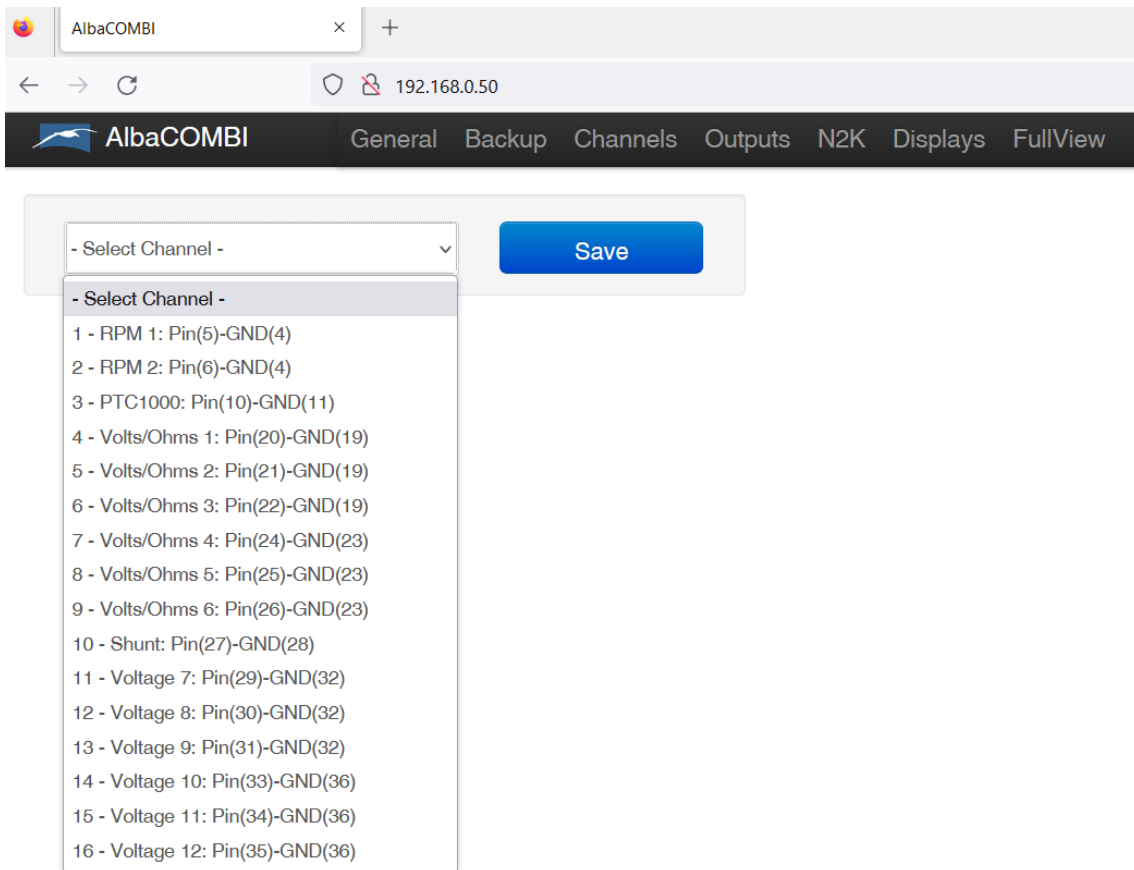 AlbaCOMBI
192.168.0.50
AlbaCOMBI General Backup Channels Outputs N2K Displays FullView
- Select Channel - Save
- Select Channel -
1 - RPM 1: Pin(5)-GND(4)
2 - RPM 2: Pin(6)-GND(4)
3 - PTC1000: Pin(10)-GND(11)
4 - Volts/Ohms 1: Pin(20)-GND(19)
5 - Volts/Ohms 2: Pin(21)-GND(19)
6 - Volts/Ohms 3: Pin(22)-GND(19)
7 - Volts/Ohms 4: Pin(24)-GND(23)
8 - Volts/Ohms 5: Pin(25)-GND(23)
9 - Volts/Ohms 6: Pin(26)-GND(23)
10 - Shunt: Pin(27)-GND(28)
11 - Voltage 7: Pin(29)-GND(32)
12 - Voltage 8: Pin(30)-GND(32)
13 - Voltage 9: Pin(31)-GND(32)
14 - Voltage 10: Pin(33)-GND(36)
15 - Voltage 11: Pin(34)-GND(36)
16 - Voltage 12: Pin(35)-GND(36)